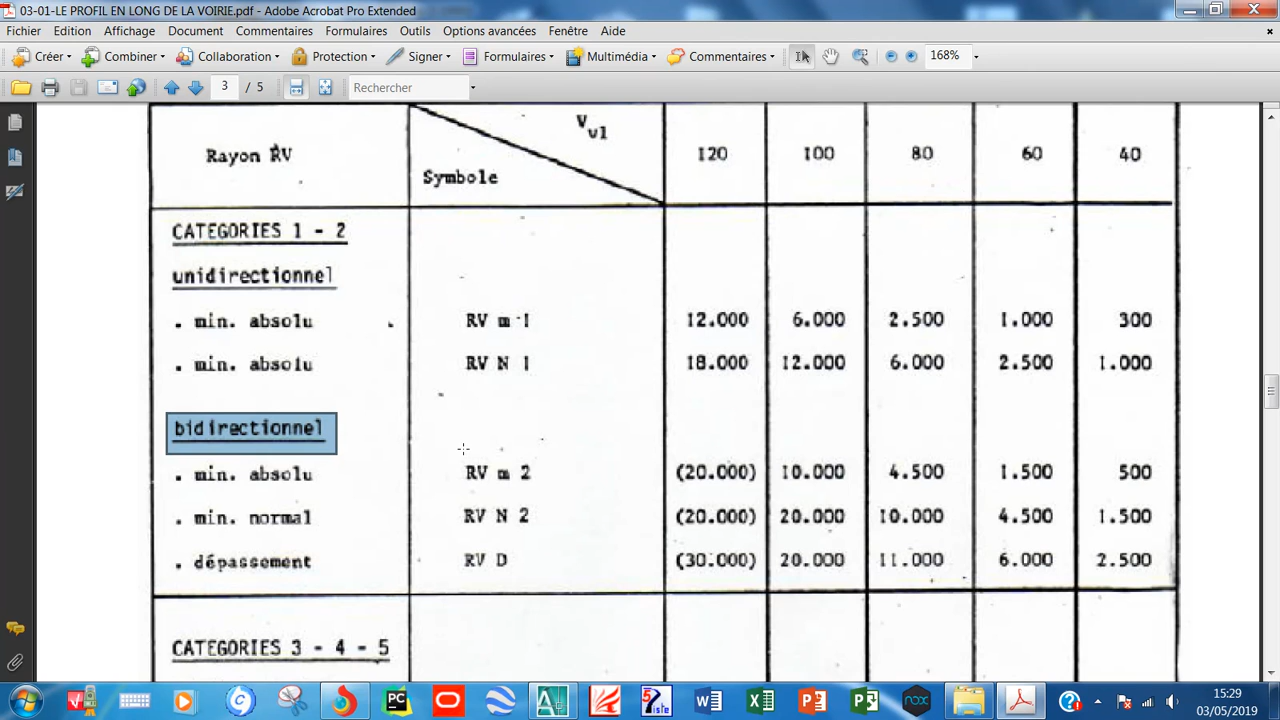 03-01-LE PROFIL EN LONG DE LA VOIRIE.pdf - Adobe Acrobat Pro Extended
Fichier Edition Affichage Document Commentaires Formulaires Outils Options avancées Fenêtre Aide
Créer Combiner Collaboration Protection Signer Formulaires Multimédia Commentaires 168%
3 / 5 Rechercher
Rayon RV Symbole Vvl 120 100 80 60 40
CATEGORIES 1 - 2
unidirectionnel
. min. absolu RV m 1 12.000 6.000 2.500 1.000 300
. min. absolu RV N 1 18.000 12.000 6.000 2.500 1.000
bidirectionnel
. min. absolu RV m 2 (20.000) 10.000 4.500 1.500 500
. min. normal RV N 2 (20.000) 20.000 10.000 4.500 1.500
. dépassement RV D (30.000) 20.000 11.000 6.000 2.500
CATEGORIES 3 - 4 - 5
15:29
03/05/2019